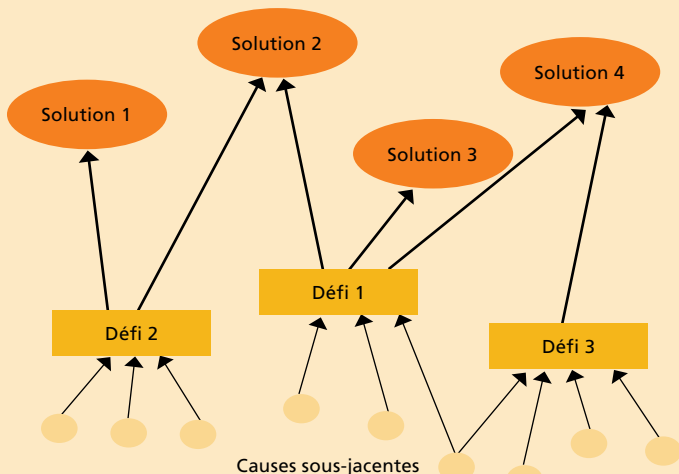 Solution 2
Solution 4
Solution 1
Solution 3
Défi 1
Défi 2
Défi 3
Causes sous-jacentes